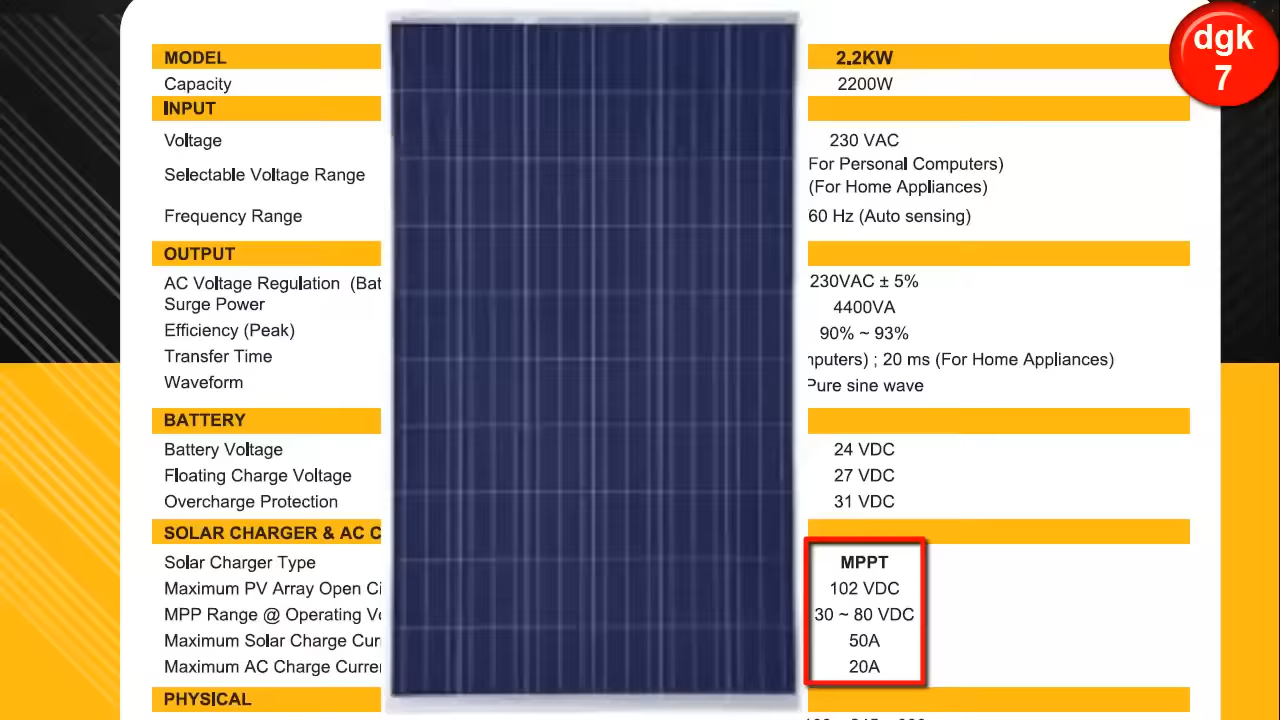 dgk
7
MODEL 2.2KW
Capacity 2200W
INPUT
Voltage 230 VAC
Selectable Voltage Range For Personal Computers)
(For Home Appliances)
Frequency Range 60 Hz (Auto sensing)
OUTPUT
AC Voltage Regulation (Bat 230VAC ± 5%
Surge Power 4400VA
Efficiency (Peak) 90% ~ 93%
Transfer Time nputers) ; 20 ms (For Home Appliances)
Waveform Pure sine wave
BATTERY
Battery Voltage 24 VDC
Floating Charge Voltage 27 VDC
Overcharge Protection 31 VDC
SOLAR CHARGER & AC C
Solar Charger Type MPPT
Maximum PV Array Open Ci 102 VDC
MPP Range @ Operating Vo 30 ~ 80 VDC
Maximum Solar Charge Cur 50A
Maximum AC Charge Curre 20A
PHYSICAL